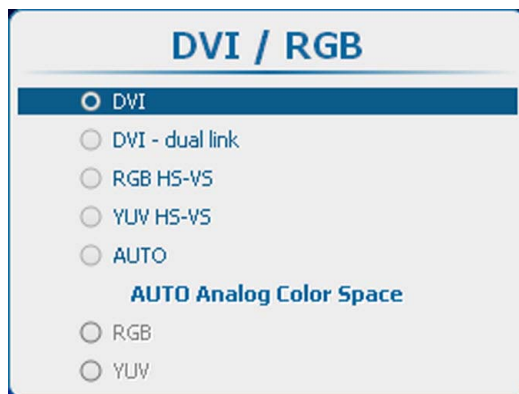 DVI / RGB
DVI
DVI - dual link
RGB HS-VS
YUV HS-VS
AUTO
AUTO Analog Color Space
RGB
YUV